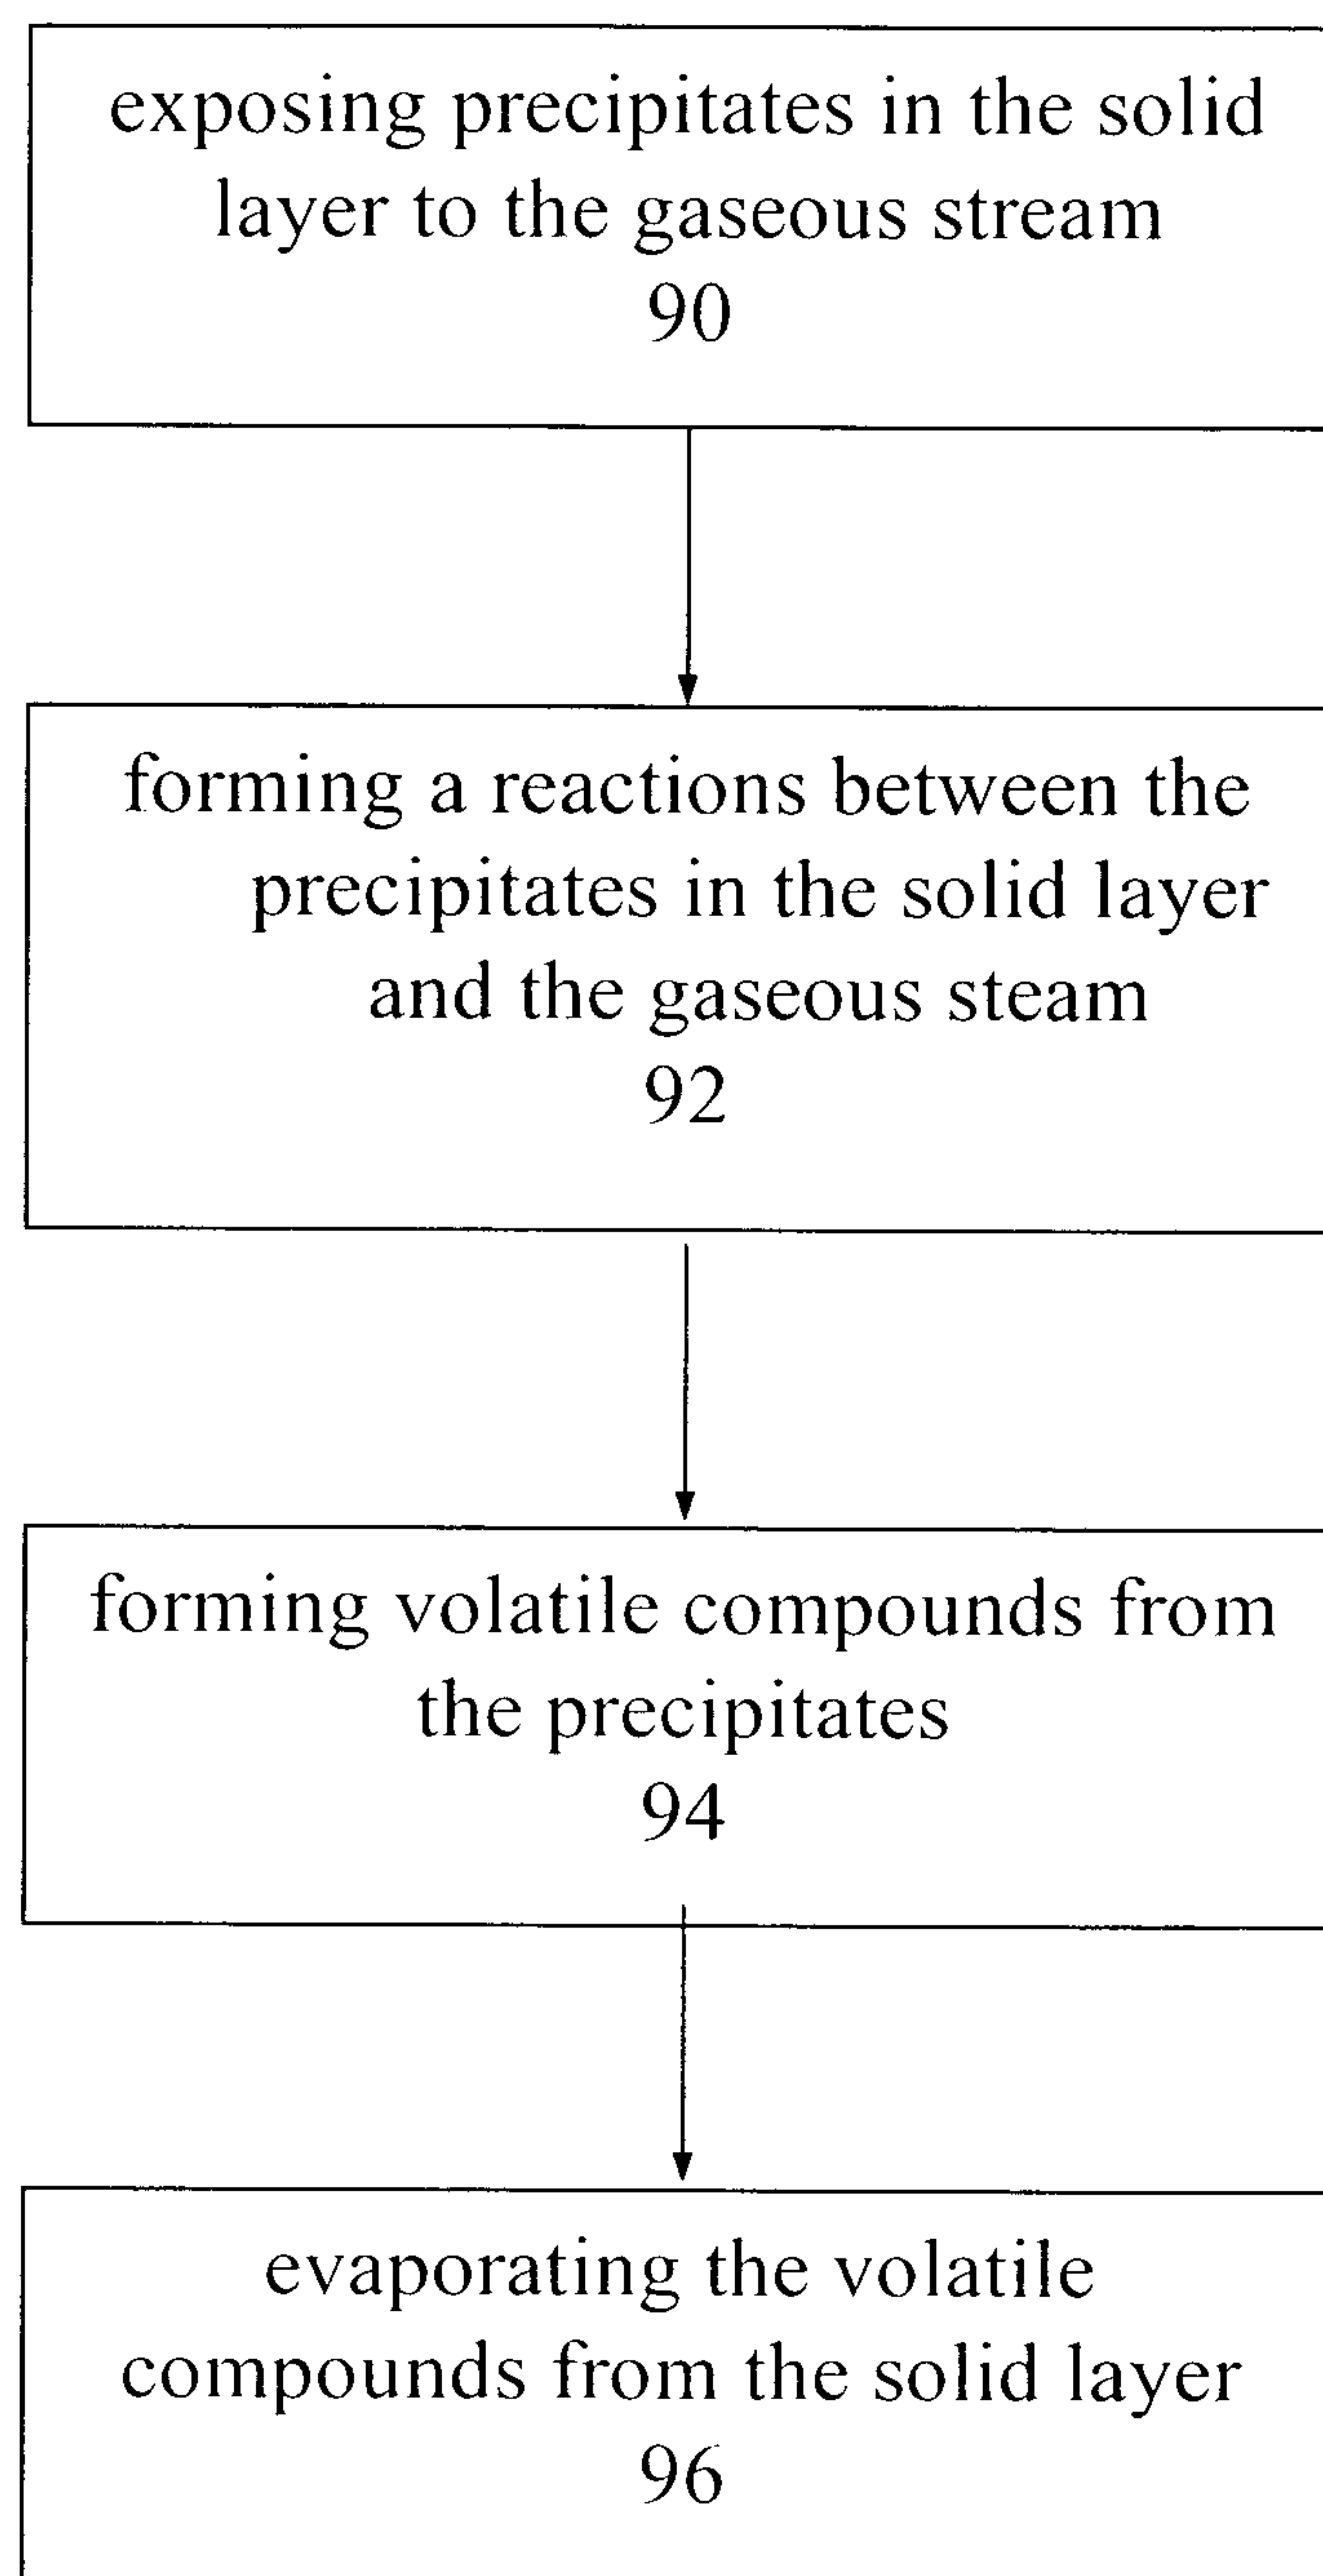 exposing precipitates in the solid
layer to the gaseous stream
90
forming a reactions between the
precipitates in the solid layer
and the gaseous steam
92
forming volatile compounds from
the precipitates
94
evaporating the volatile
compounds from the solid layer
96